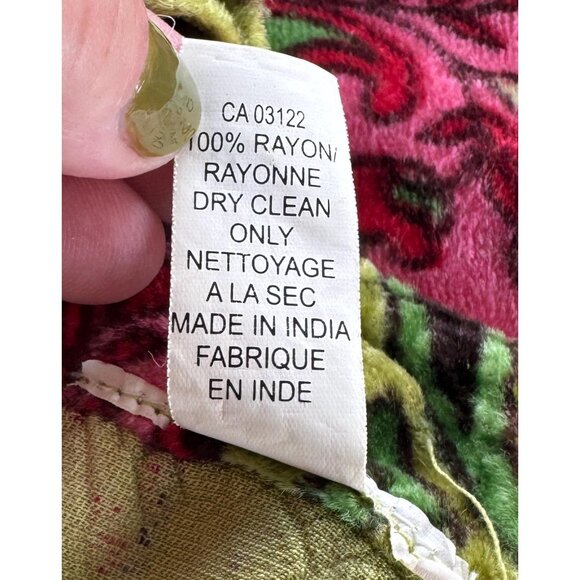 CA 03122
100% RAYON/
RAYONNE
DRY CLEAN
ONLY
NETTOYAGE
A LA SEC
MADE IN INDIA
FABRIQUE
EN INDE